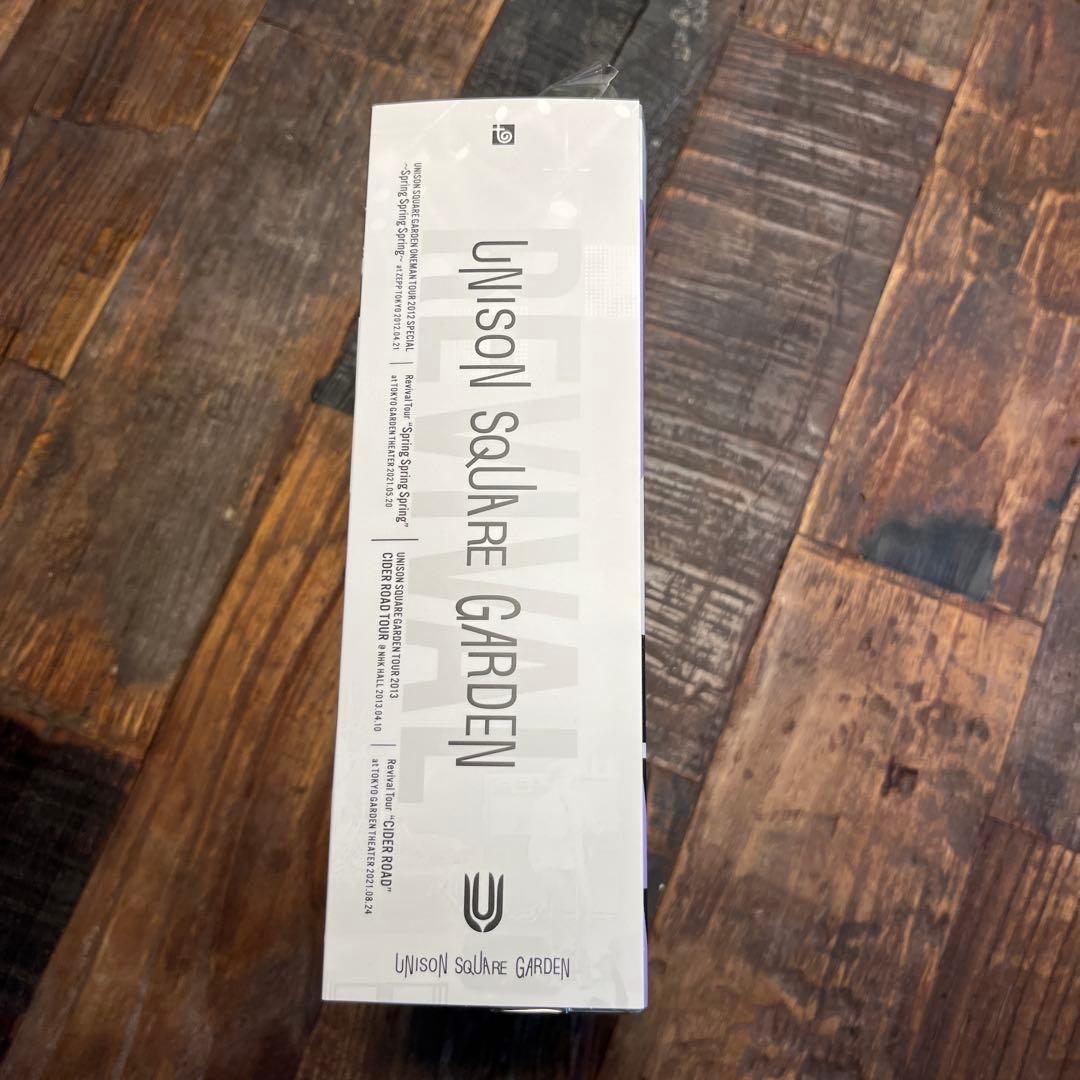 UNISON SQUARE GARDEN
REVIVAL
UNISON SQUARE GARDEN ONEMAN TOUR 2012 SPECIAL
~Spring Spring Spring~ at ZEPP TOKYO 2012.04.21
Revival Tour “Spring Spring Spring”
at TOKYO GARDEN THEATER 2021.05.20
UNISON SQUARE GARDEN TOUR 2013
CIDER ROAD TOUR @ NHK HALL 2013.04.10
Revival Tour “CIDER ROAD”
at TOKYO GARDEN THEATER 2021.08.24
UNISON SQUARE GARDEN